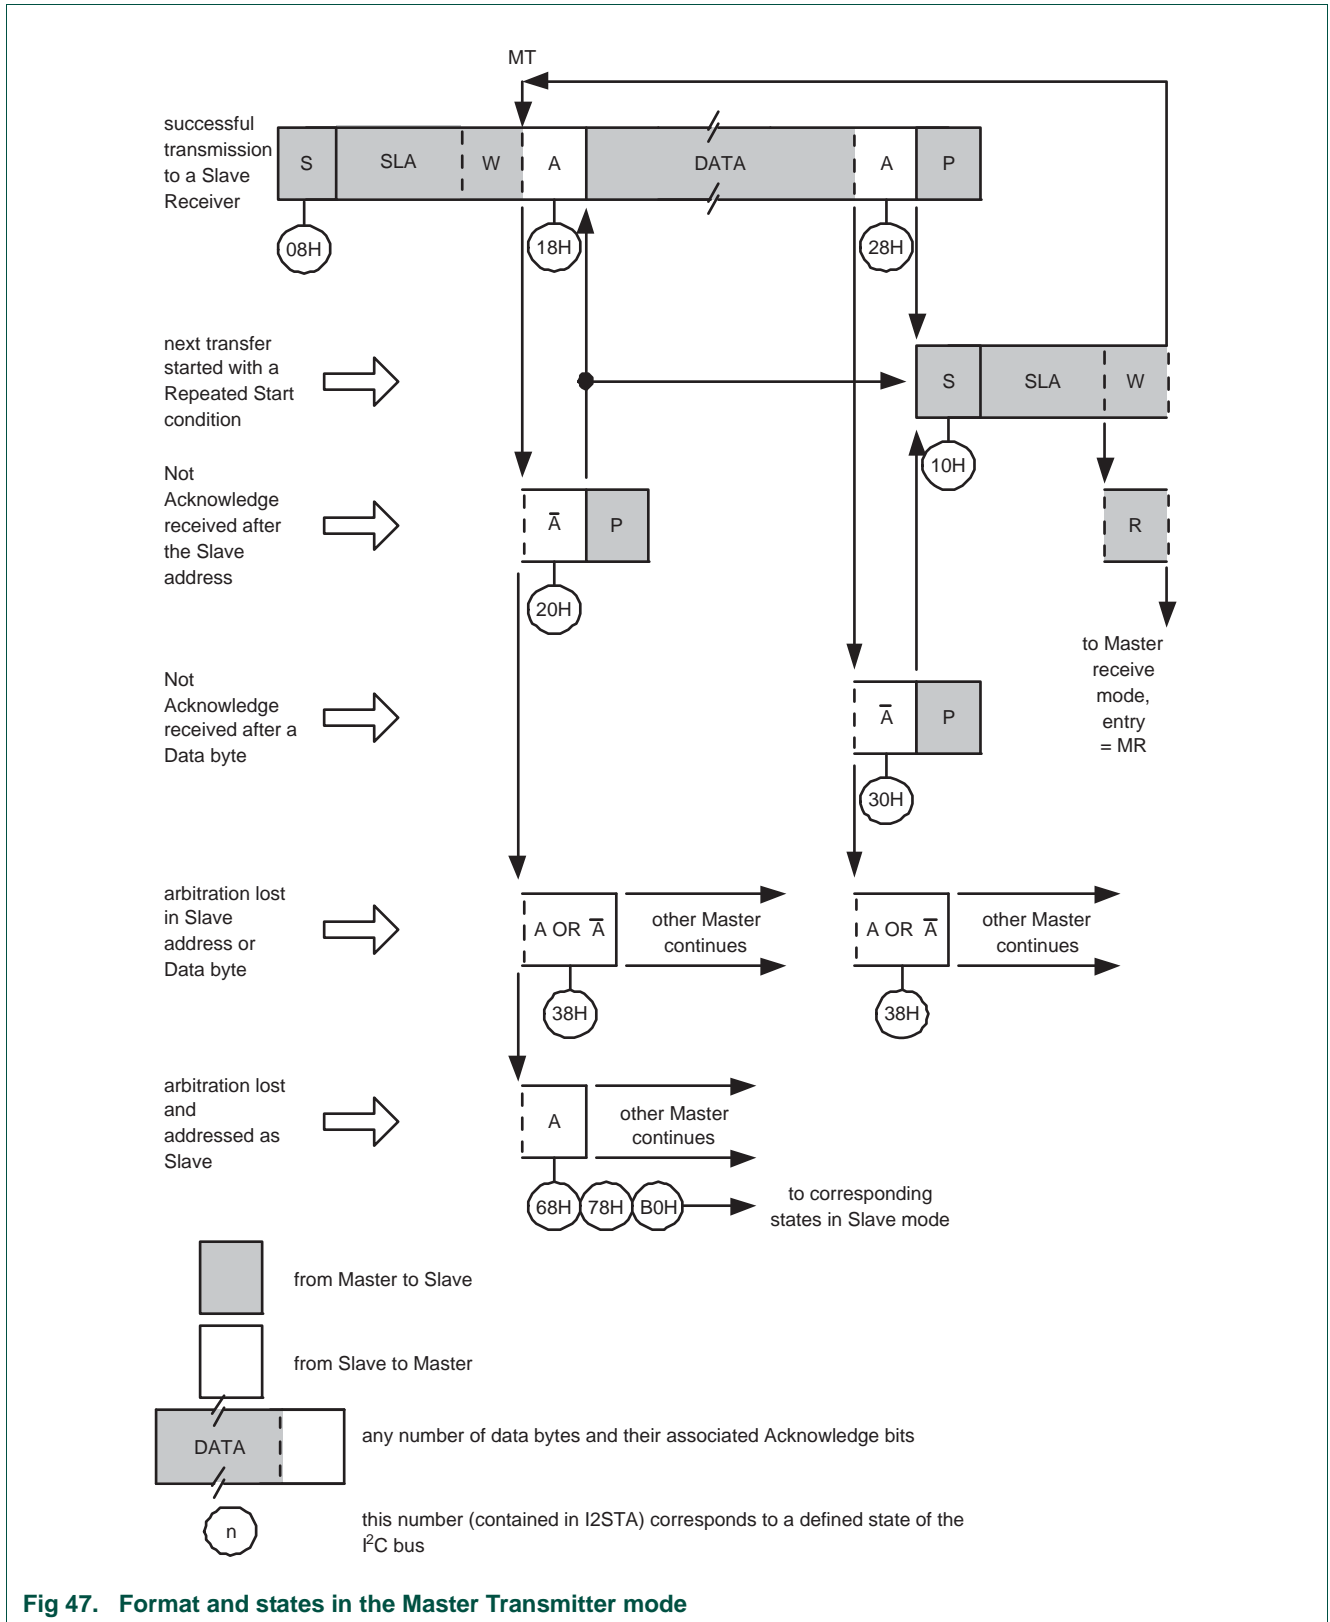 MT
successful
transmission
to a Slave
Receiver
S SLA W A DATA A P
08H 18H 28H
next transfer
started with a
Repeated Start
condition
S SLA W
10H
Not
Acknowledge
received after
the Slave
address
A̅ P
R
20H
to Master
receive
mode,
entry
= MR
Not
Acknowledge
received after a
Data byte
A̅ P
30H
arbitration lost
in Slave
address or
Data byte
A OR A̅ other Master
continues
A OR A̅ other Master
continues
38H 38H
arbitration lost
and
addressed as
Slave
A other Master
continues
68H 78H B0H to corresponding
states in Slave mode
from Master to Slave
from Slave to Master
DATA any number of data bytes and their associated Acknowledge bits
n this number (contained in I2STA) corresponds to a defined state of the
I²C bus
Fig 47. Format and states in the Master Transmitter mode